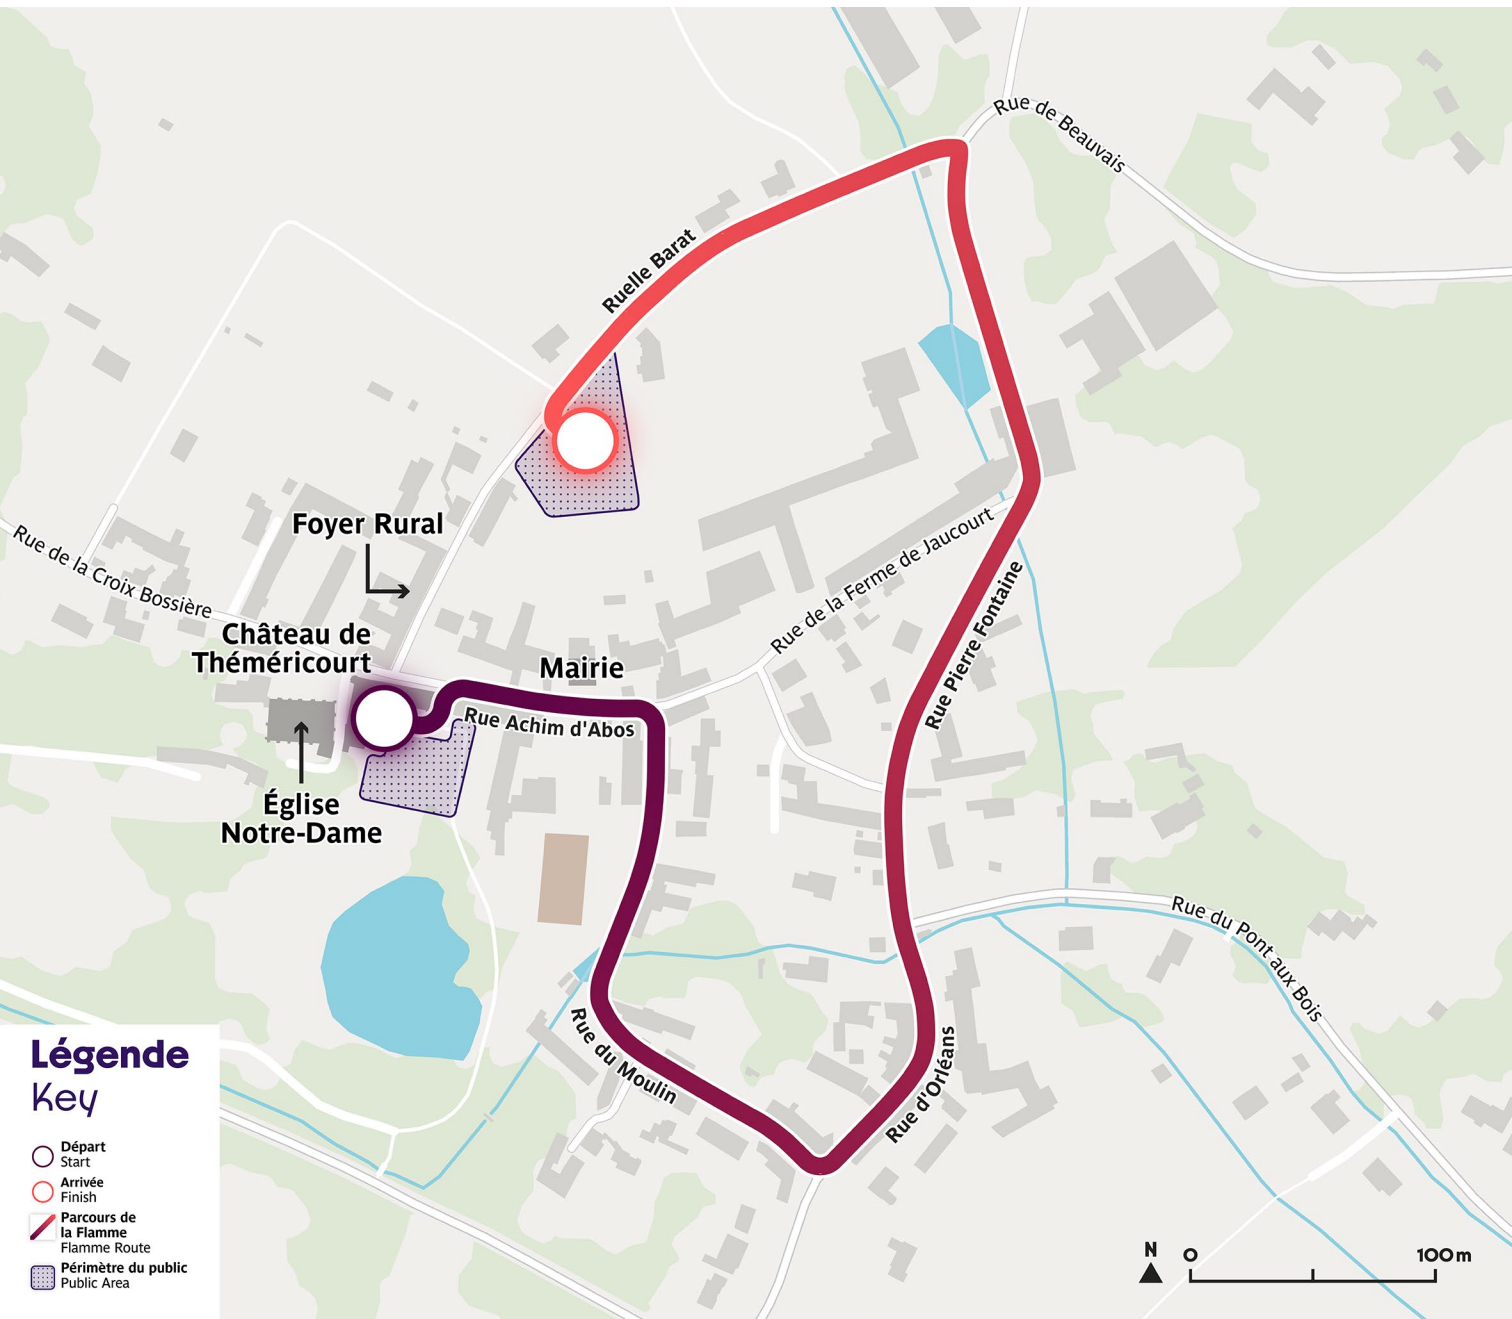 Rue de Beauvais
Ruelle Barat
Foyer Rural
Rue de la Croix Bossière
Rue de la Ferme de Jaucourt
Château de
Théméricourt
Mairie
Rue Pierre Fontaine
Rue Achim d'Abos
Église
Notre-Dame
Rue du Pont aux Bois
Rue du Moulin
Rue d'Orléans
Légende
Key
Départ
Start
Arrivée
Finish
Parcours de
la Flamme
Flamme Route
Périmètre du public
Public Area
N
0
100m